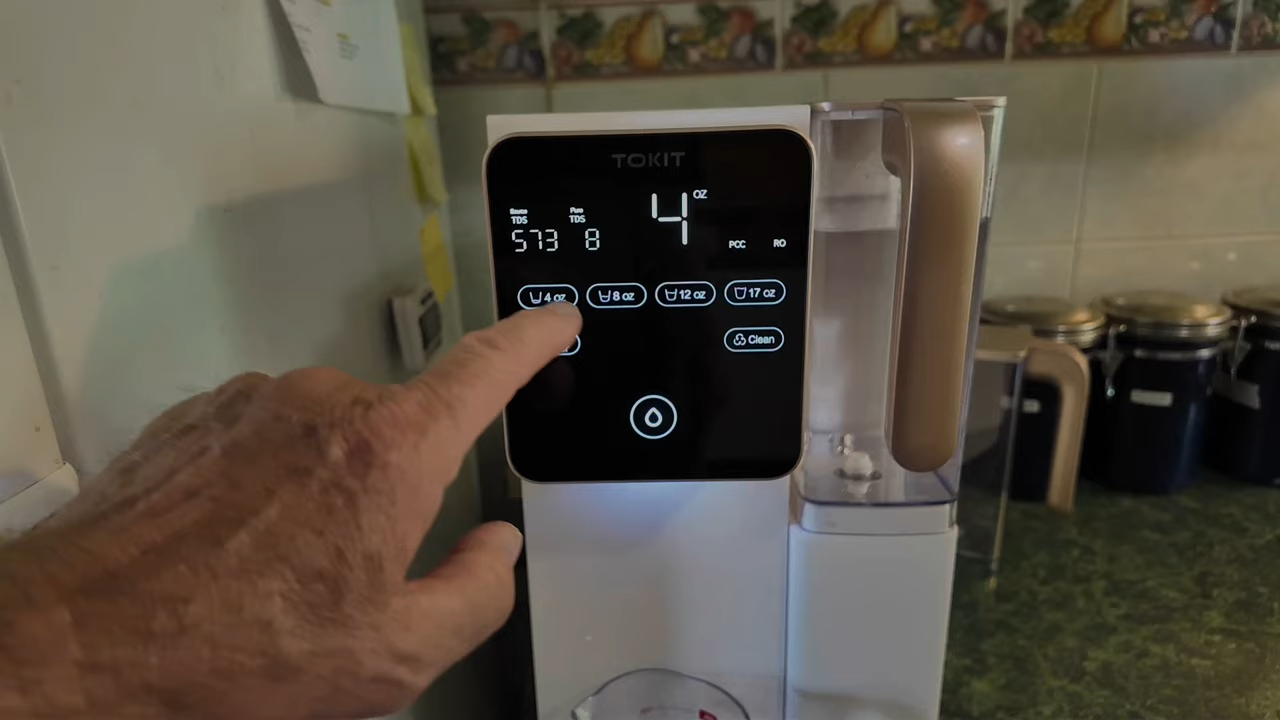 TOKIT
Source TDS 573
Pure TDS 8
4 OZ
PCC RO
4 oz 8 oz 12 oz 17 oz
Clean